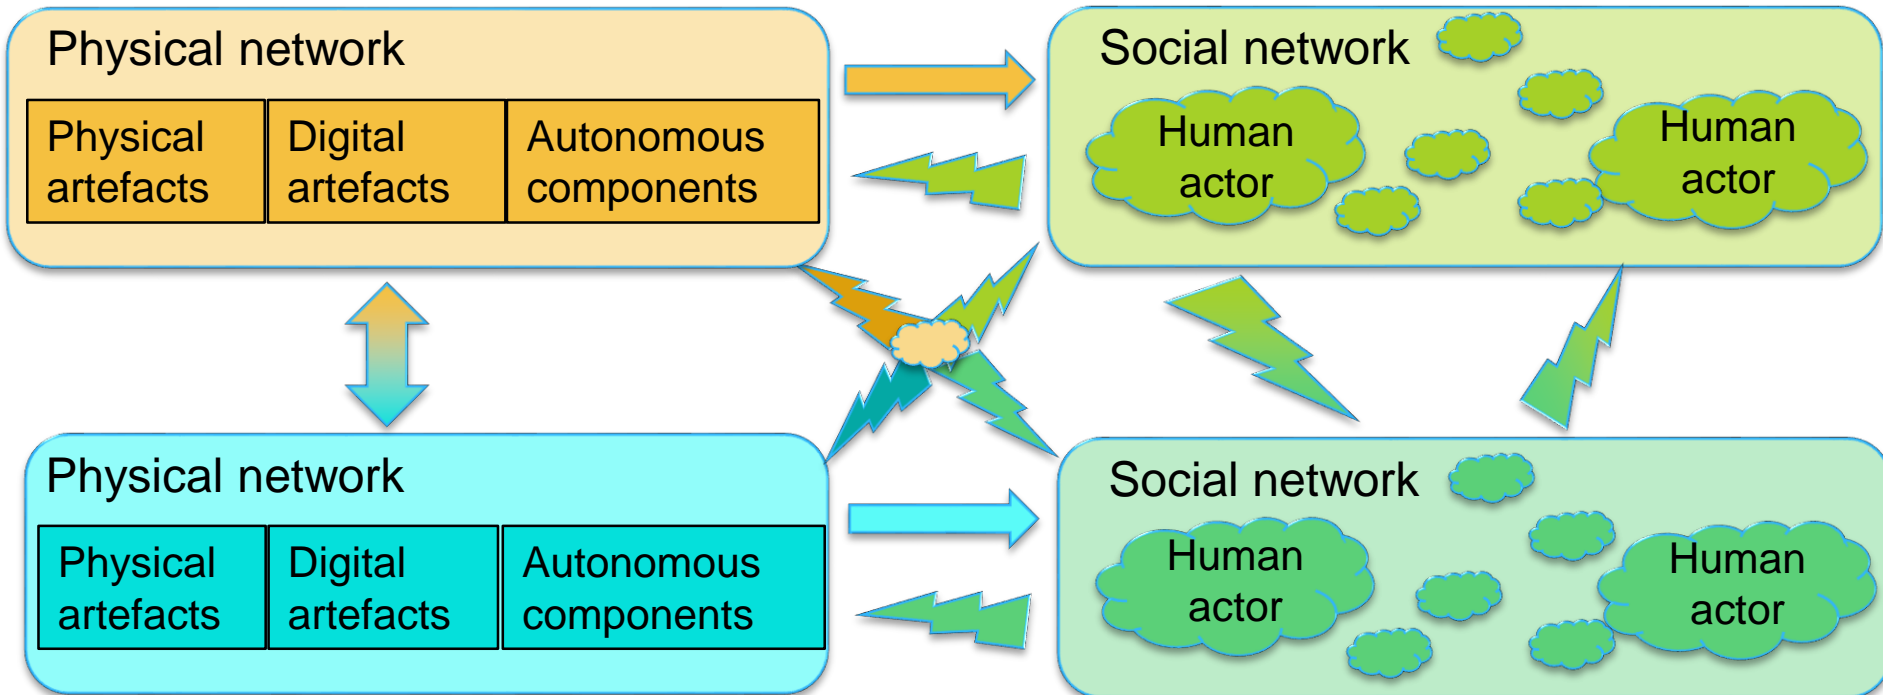 Physical network
Physical
artefacts
Digital
artefacts
Autonomous
components
Social network
Human
actor
Human
actor
Physical network
Physical
artefacts
Digital
artefacts
Autonomous
components
Social network
Human
actor
Human
actor